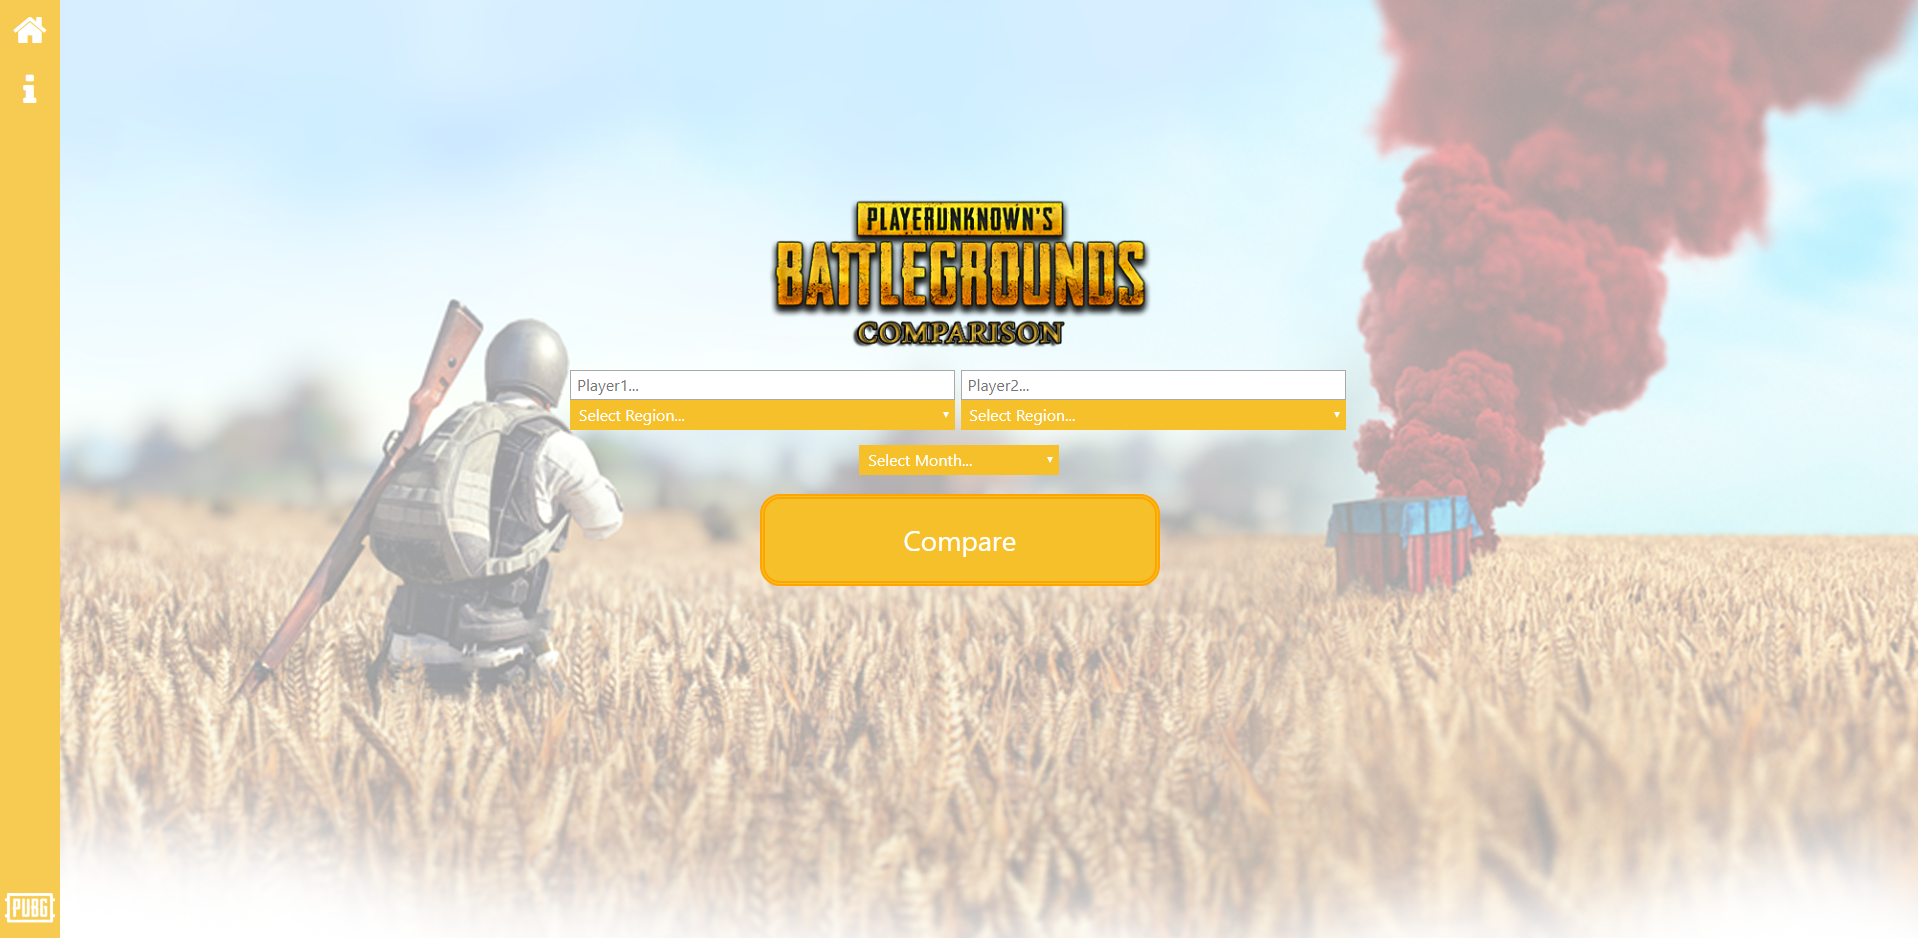 PLAYERUNKNOWN'S
BATTLEGROUNDS
COMPARISON
Player1...
Player2...
Select Region...
Select Region...
Select Month...
Compare
PUBG